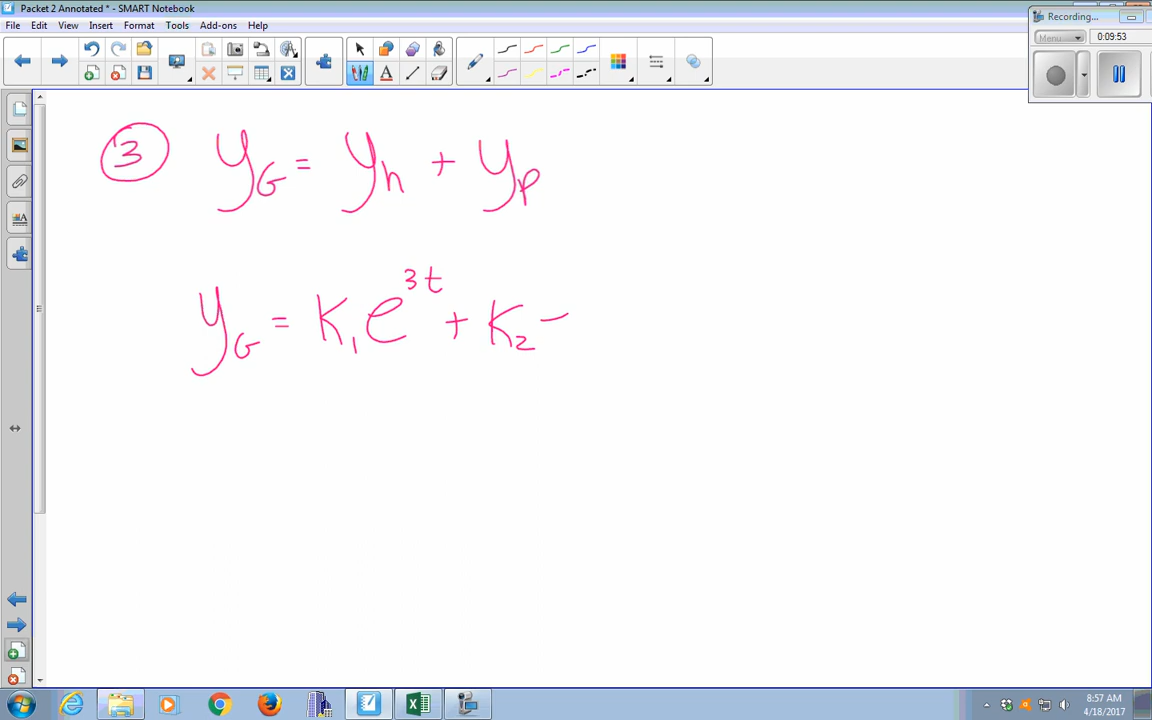 Packet 2 Annotated * - SMART Notebook
File Edit View Insert Format Tools Add-ons Help
Recording...
Menu
0:09:53
3 y_G = y_h + y_p
y_G = K_1 e^{3t} + K_2 -
8:57 AM
4/18/2017